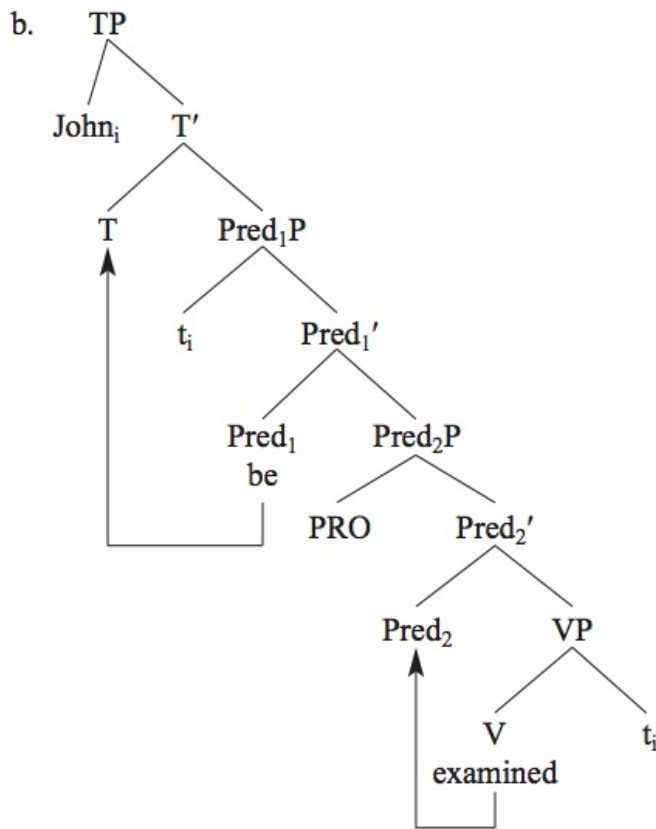 b. TP
John_i T′
T Pred₁P
t_i Pred₁′
Pred₁ Pred₂P
be
PRO Pred₂′
Pred₂ VP
V t_i
examined